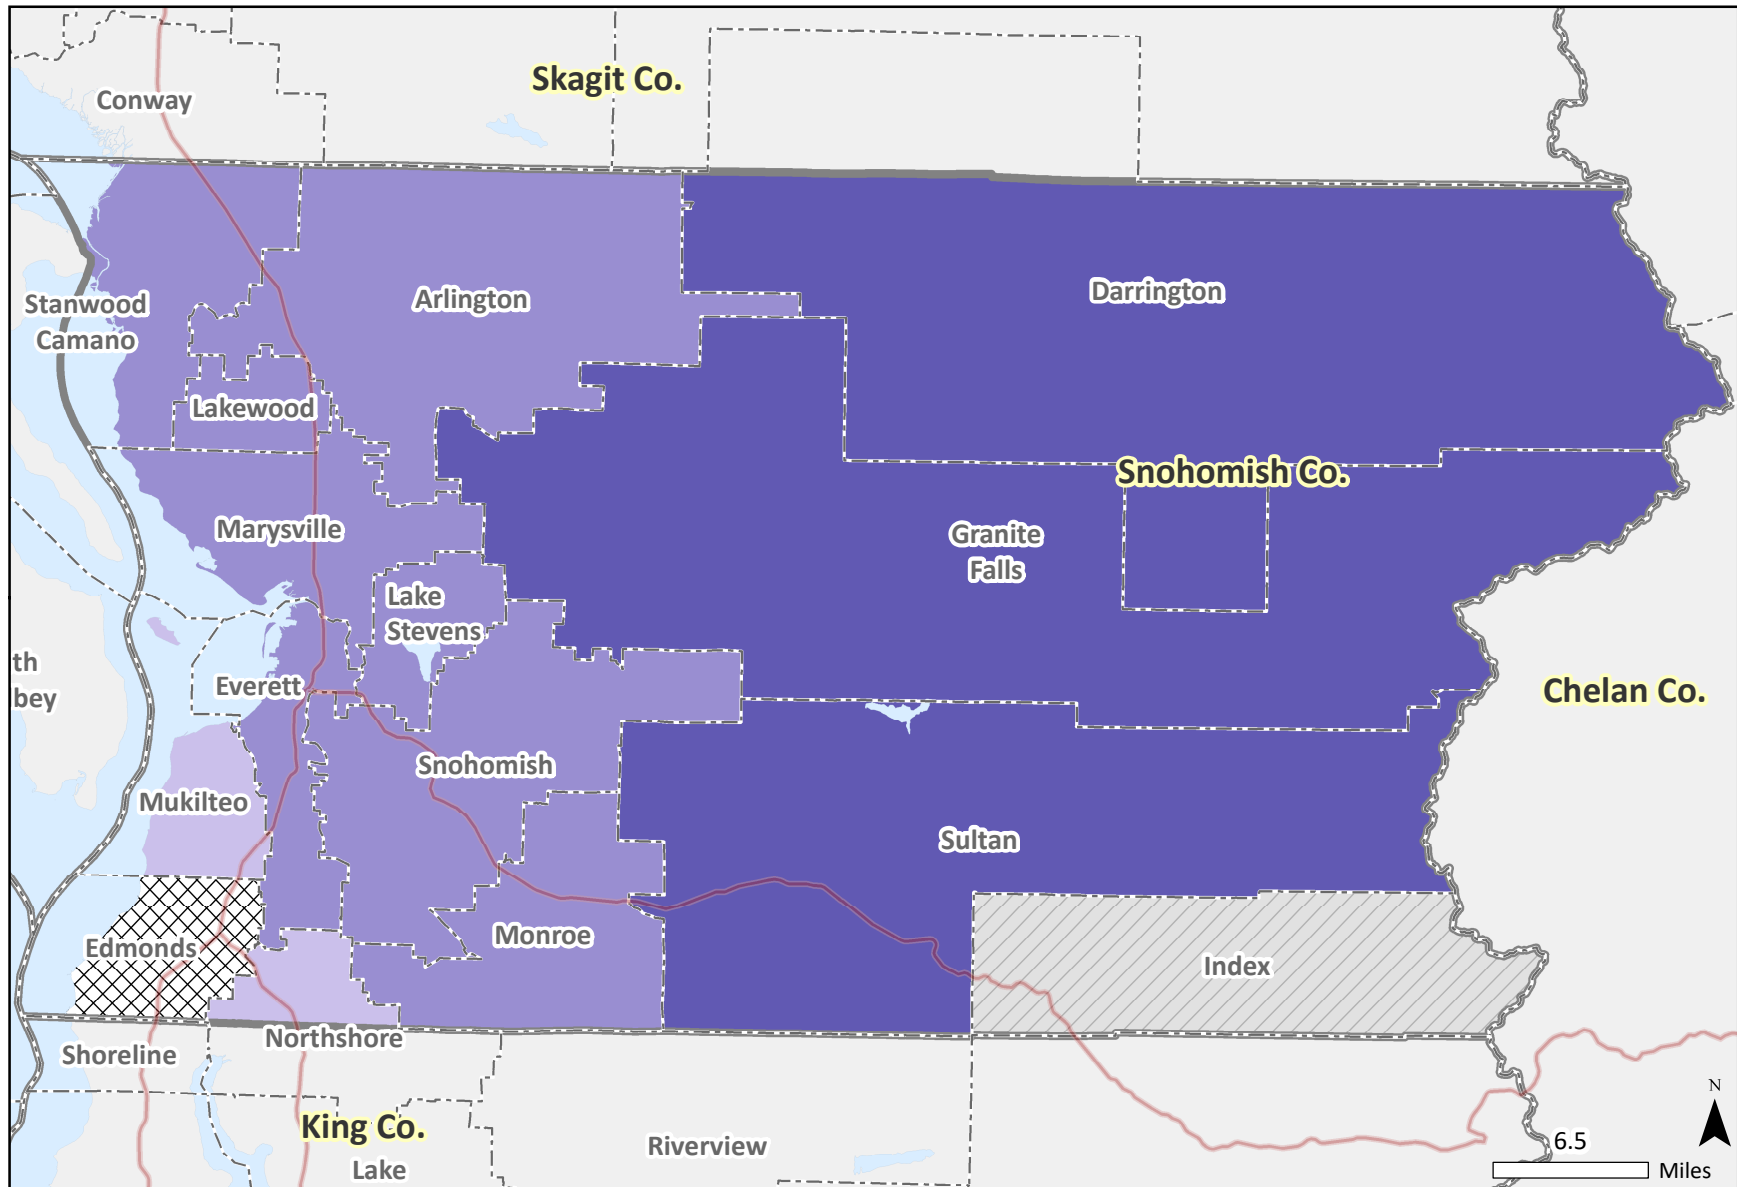 Skagit Co.
Conway
Arlington
Darrington
Stanwood
Camano
Lakewood
Snohomish Co.
Marysville
Granite
Falls
Lake
Stevens
th
lbey
Everett
Chelan Co.
Snohomish
Mukilteo
Sultan
Edmonds
Monroe
Index
Northshore
Shoreline
King Co.
Riverview
Lake
N
6.5
Miles